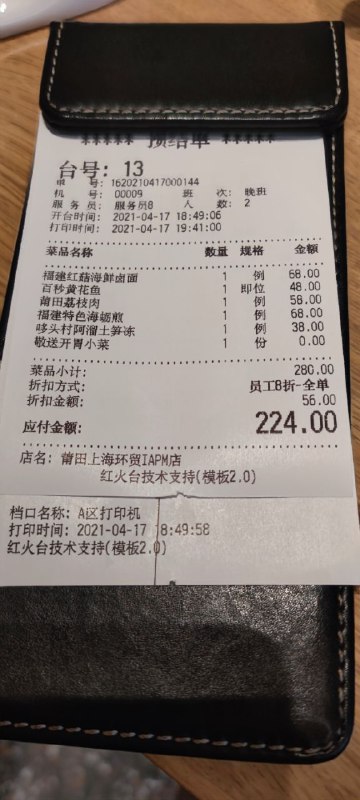 ***** 预结单 *****
台号: 13
单 号: 1620210417000144
机 号: 00009 班 次: 晚班
服 务 员: 服务员8 人 数: 2
开台时间: 2021-04-17 18:49:06
打印时间: 2021-04-17 19:41:00
菜品名称 数量 规格 金额
福建红菇海鲜卤面 1 例 68.00
百秒黄花鱼 1 即位 48.00
莆田荔枝肉 1 例 58.00
福建特色海蛎煎 1 例 68.00
哆头村阿溜土笋冻 1 例 38.00
敬送开胃小菜 1 份 0.00
菜品小计: 280.00
折扣方式: 员工8折-全单
折扣金额: 56.00
应付金额: 224.00
店名: 莆田上海环贸IAPM店
红火台技术支持(模板2.0)
档口名称: A区打印机
打印时间: 2021-04-17 18:49:58
红火台技术支持(模板2.0)